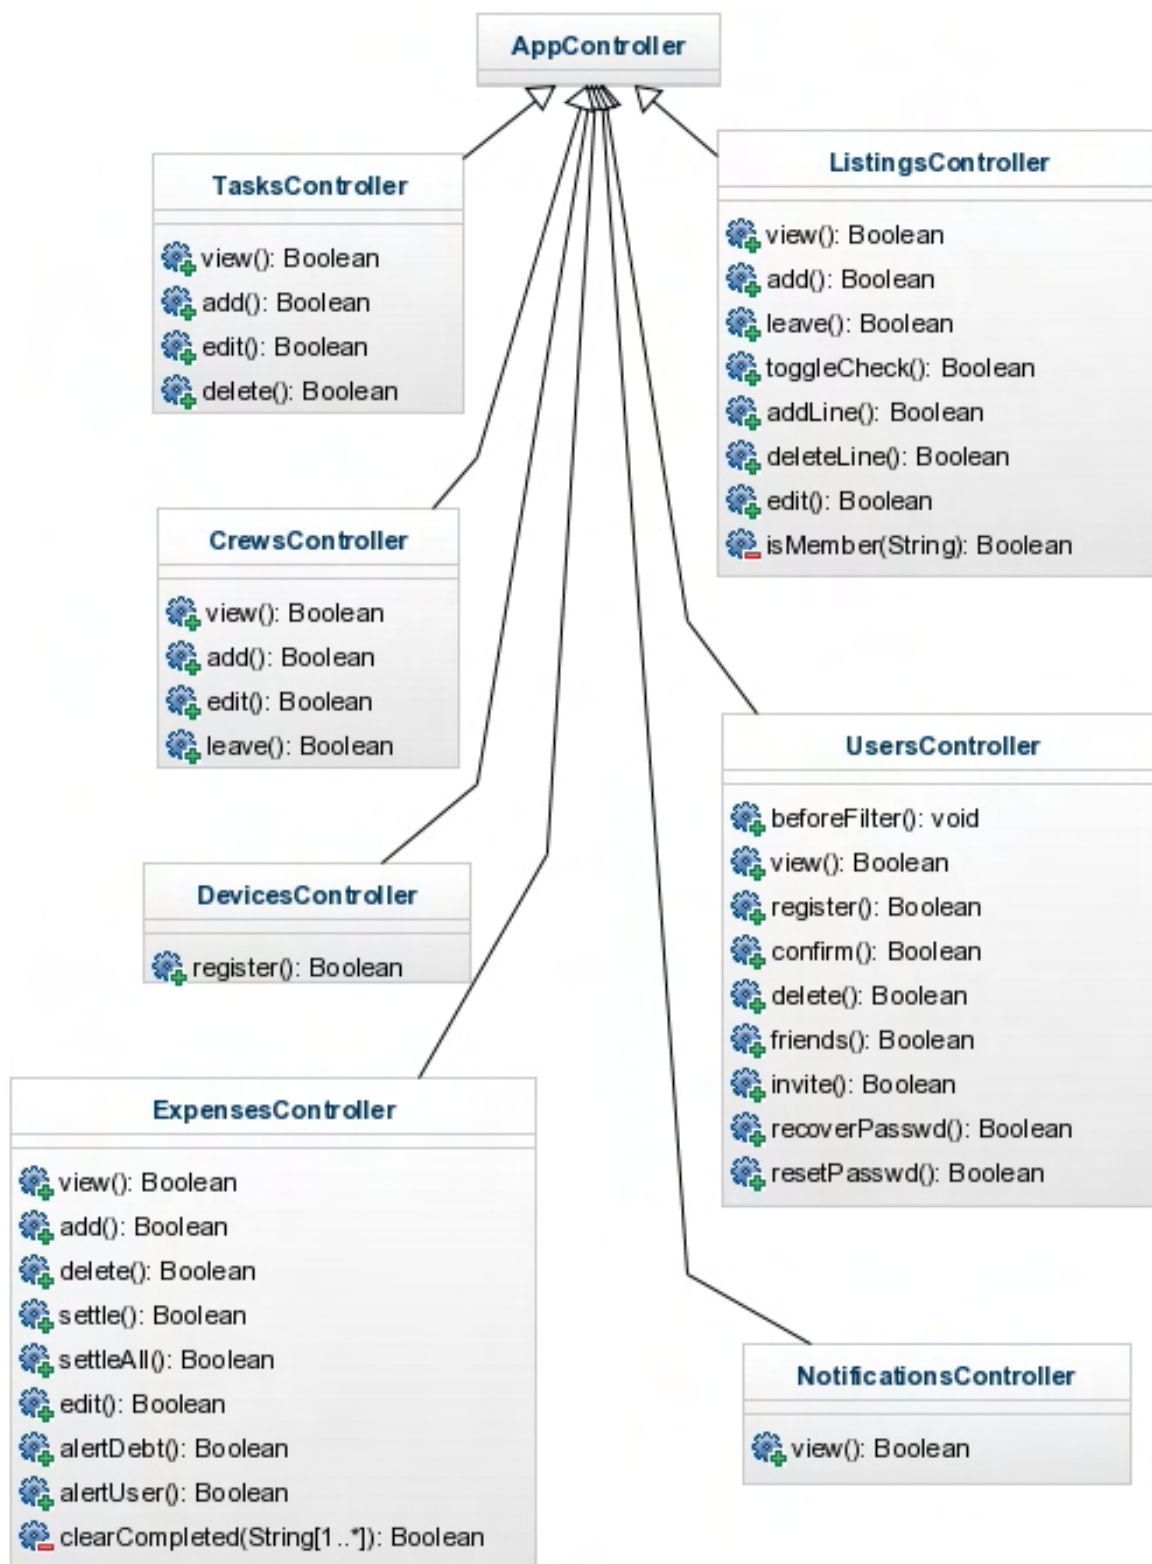 AppController
TasksController
view(): Boolean
add(): Boolean
edit(): Boolean
delete(): Boolean
ListingsController
view(): Boolean
add(): Boolean
leave(): Boolean
toggleCheck(): Boolean
addLine(): Boolean
deleteLine(): Boolean
edit(): Boolean
isMember(String): Boolean
CrewsController
view(): Boolean
add(): Boolean
edit(): Boolean
leave(): Boolean
UsersController
beforeFilter(): void
view(): Boolean
register(): Boolean
confirm(): Boolean
delete(): Boolean
friends(): Boolean
invite(): Boolean
recoverPasswd(): Boolean
resetPasswd(): Boolean
DevicesController
register(): Boolean
ExpensesController
view(): Boolean
add(): Boolean
delete(): Boolean
settle(): Boolean
settleAll(): Boolean
edit(): Boolean
alertDebt(): Boolean
alertUser(): Boolean
clearCompleted(String[1..*]): Boolean
NotificationsController
view(): Boolean